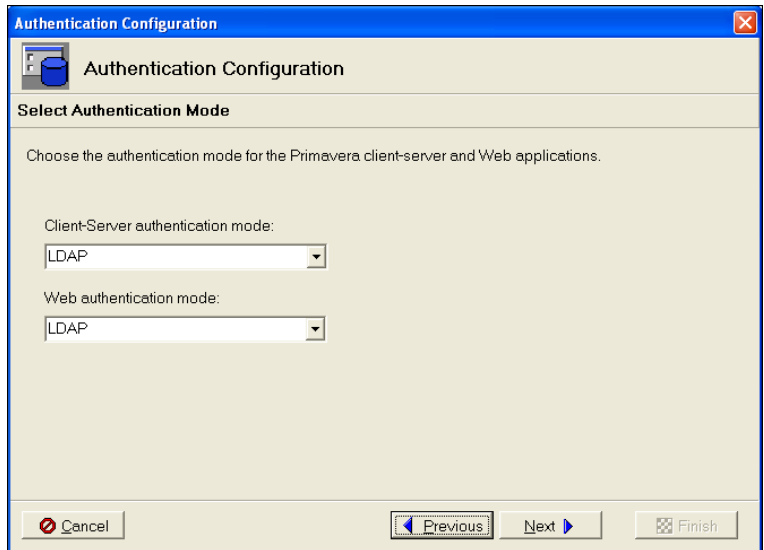 Authentication Configuration
Authentication Configuration
Select Authentication Mode
Choose the authentication mode for the Primavera client-server and Web applications.
Client-Server authentication mode:
LDAP
Web authentication mode:
LDAP
Cancel Previous Next Finish